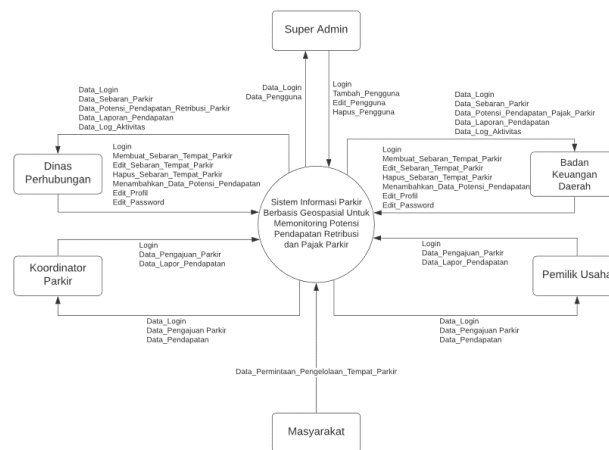 Super Admin
Data_Login
Data_Pengguna
Login
Tambah_Pengguna
Edit_Pengguna
Hapus_Pengguna
Data_Login
Data_Sebaran_Parkir
Data_Potensi_Pendapatan_Retribusi_Parkir
Data_Laporan_Pendapatan
Data_Log_Aktivitas
Data_Login
Data_Sebaran_Parkir
Data_Potensi_Pendapatan_Pajak_Parkir
Data_Laporan_Pendapatan
Data_Log_Aktivitas
Dinas
Perhubungan
Login
Membuat_Sebaran_Tempat_Parkir
Edit_Sebaran_Tempat_Parkir
Hapus_Sebaran_Tempat_Parkir
Menambahkan_Data_Potensi_Pendapatan
Edit_Profil
Edit_Password
Sistem Informasi Parkir
Berbasis Geospasial Untuk
Memonitoring Potensi
Pendapatan Retribusi
dan Pajak Parkir
Login
Membuat_Sebaran_Tempat_Parkir
Edit_Sebaran_Tempat_Parkir
Hapus_Sebaran_Tempat_Parkir
Menambahkan_Data_Potensi_Pendapatan
Edit_Profil
Edit_Password
Badan
Keuangan
Daerah
Koordinator
Parkir
Login
Data_Pengajuan_Parkir
Data_Lapor_Pendapatan
Login
Data_Pengajuan_Parkir
Data_Lapor_Pendapatan
Pemilik Usaha
Data_Login
Data_Pengajuan Parkir
Data_Pendapatan
Data_Login
Data_Pengajuan Parkir
Data_Pendapatan
Data_Permintaan_Pengelolaan_Tempat_Parkir
Masyarakat